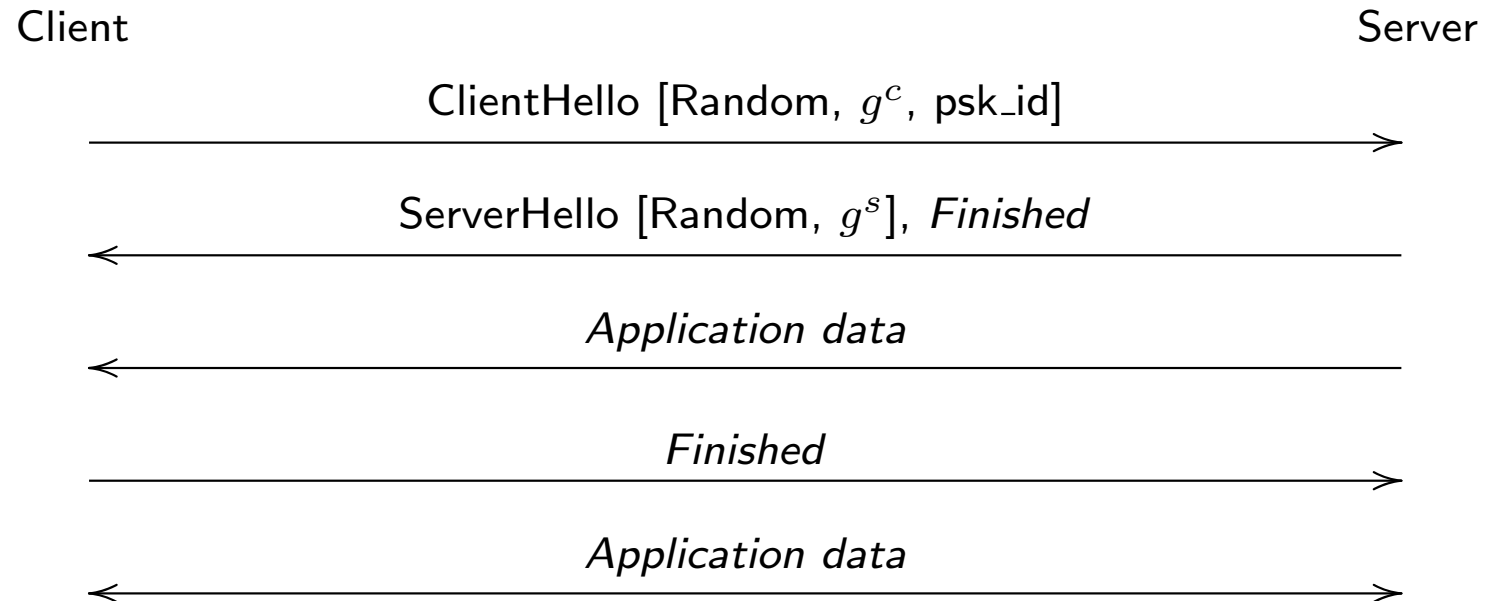 Client Server
ClientHello [Random, g^c, psk_id]
ServerHello [Random, g^s], Finished
Application data
Finished
Application data